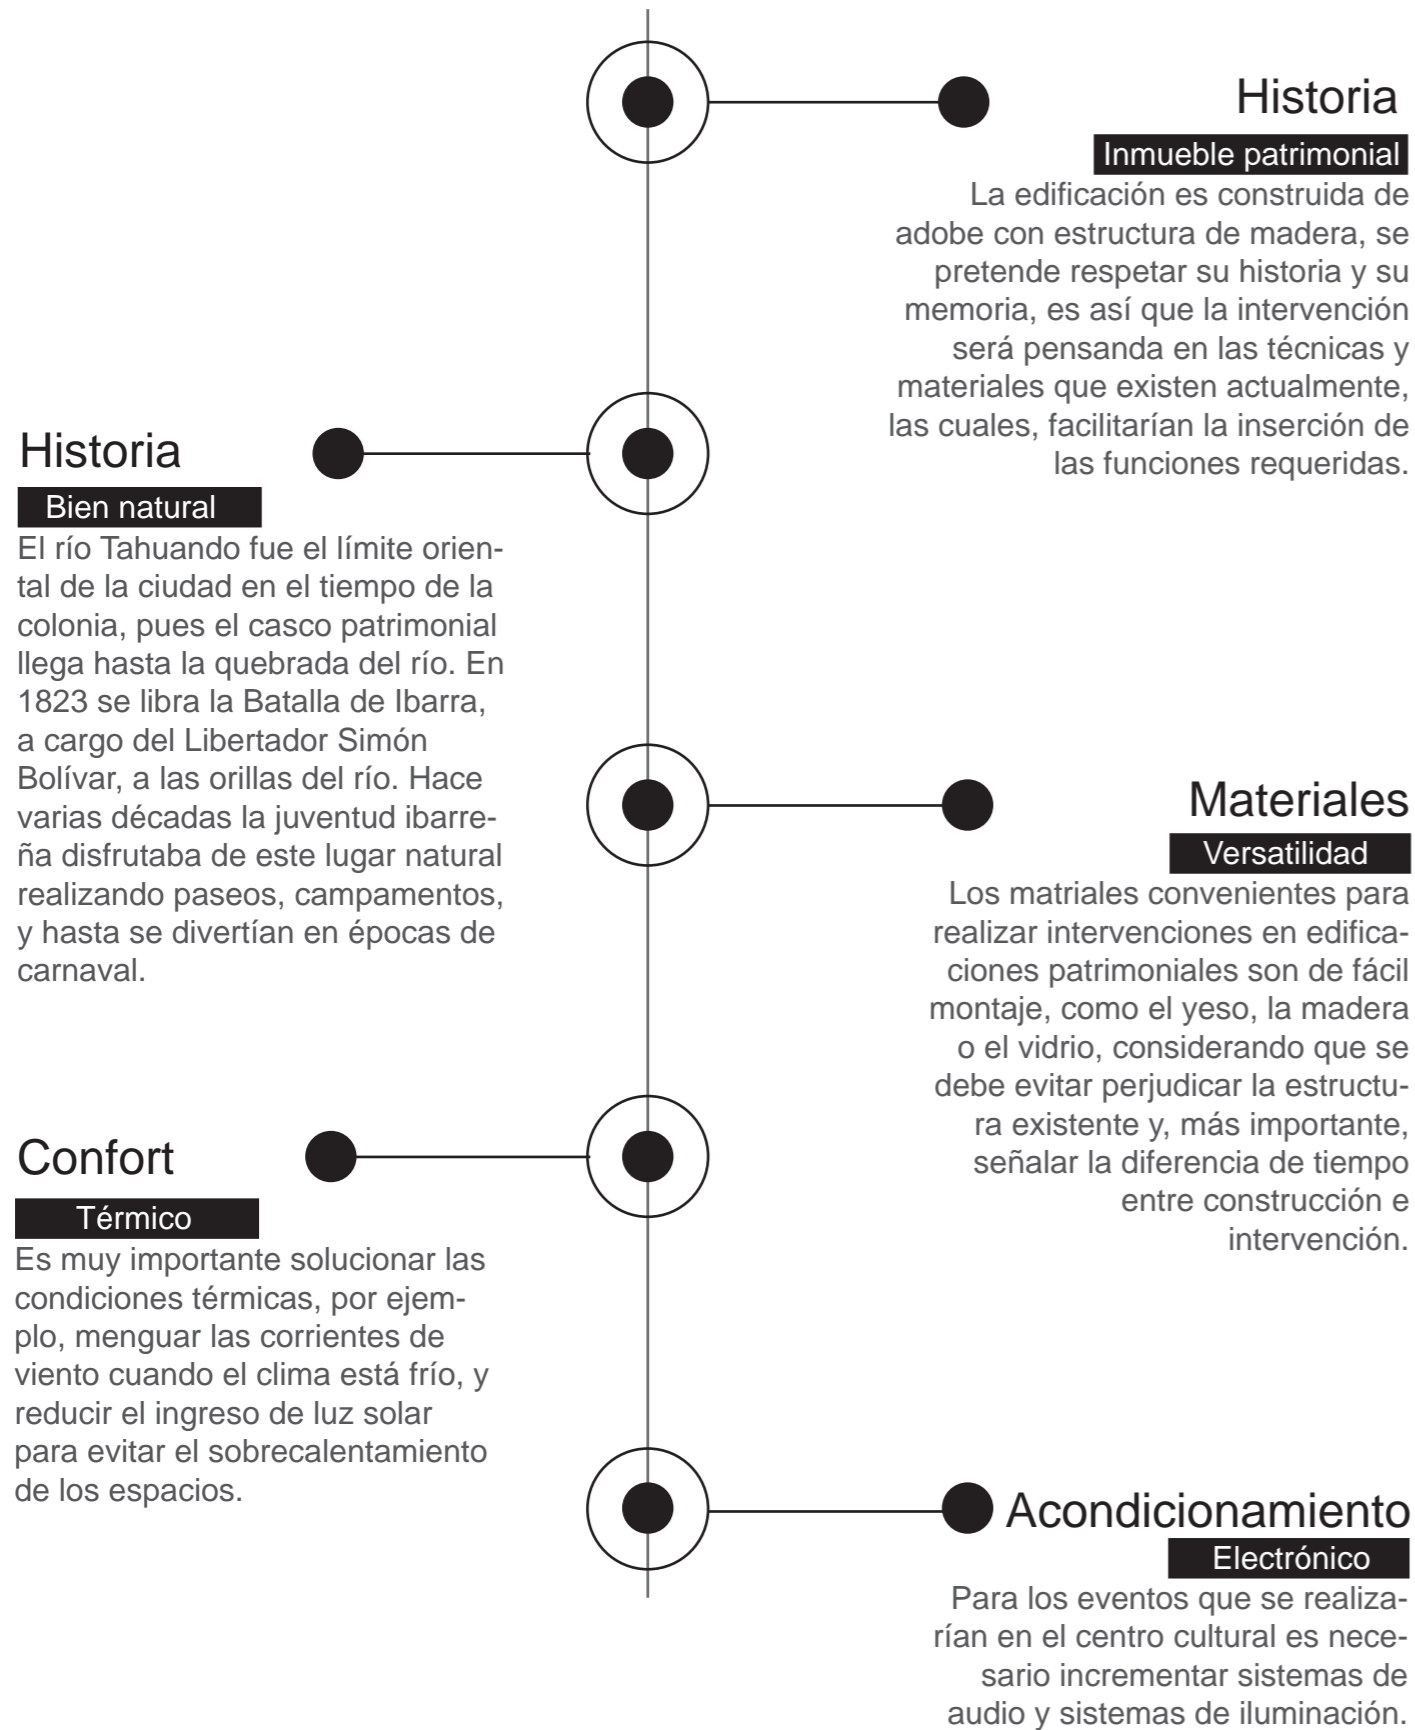 Historia
Inmueble patrimonial
La edificación es construida de
adobe con estructura de madera, se
pretende respetar su historia y su
memoria, es así que la intervención
será pensanda en las técnicas y
materiales que existen actualmente,
las cuales, facilitarían la inserción de
las funciones requeridas.
Historia
Bien natural
El río Tahuando fue el límite orien-
tal de la ciudad en el tiempo de la
colonia, pues el casco patrimonial
llega hasta la quebrada del río. En
1823 se libra la Batalla de Ibarra,
a cargo del Libertador Simón
Bolívar, a las orillas del río. Hace
varias décadas la juventud ibarre-
ña disfrutaba de este lugar natural
realizando paseos, campamentos,
y hasta se divertían en épocas de
carnaval.
Materiales
Versatilidad
Los matriales convenientes para
realizar intervenciones en edifica-
ciones patrimoniales son de fácil
montaje, como el yeso, la madera
o el vidrio, considerando que se
debe evitar perjudicar la estructu-
ra existente y, más importante,
señalar la diferencia de tiempo
entre construcción e
intervención.
Confort
Térmico
Es muy importante solucionar las
condiciones térmicas, por ejem-
plo, menguar las corrientes de
viento cuando el clima está frío, y
reducir el ingreso de luz solar
para evitar el sobrecalentamiento
de los espacios.
Acondicionamiento
Electrónico
Para los eventos que se realiza-
rían en el centro cultural es nece-
sario incrementar sistemas de
audio y sistemas de iluminación.